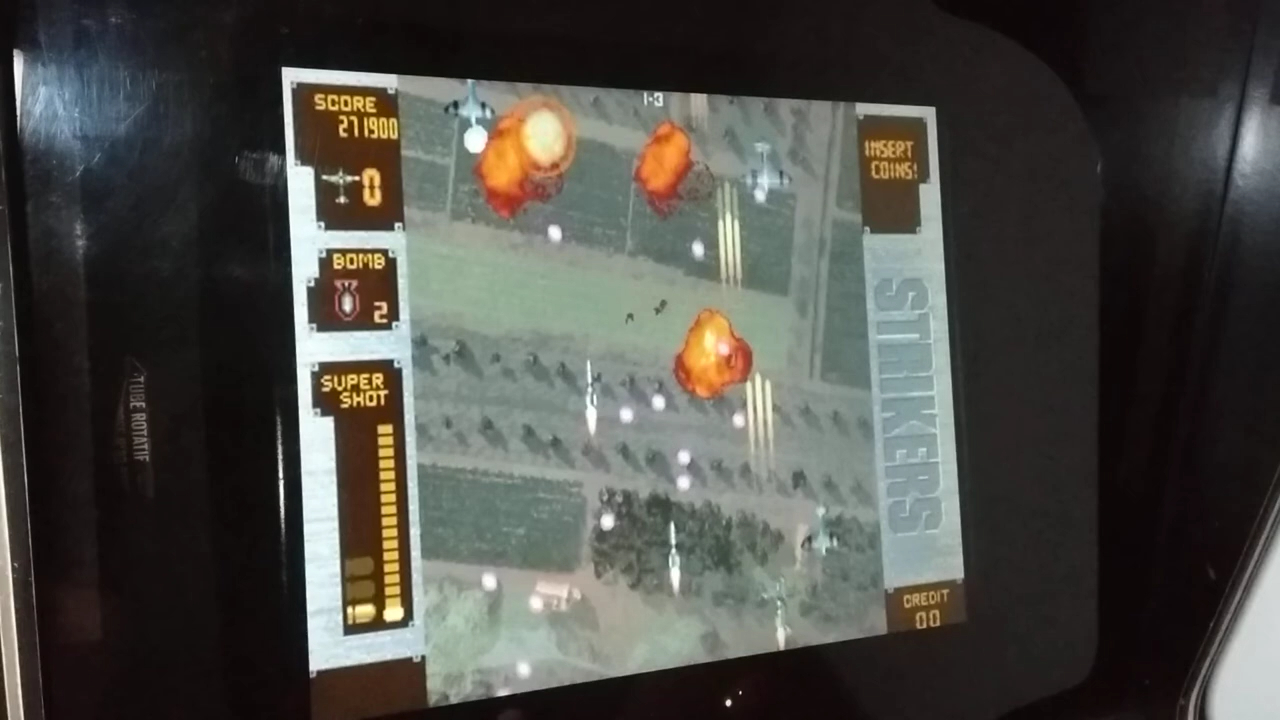 SCORE
271900
0
BOMB
2
SUPER
SHOT
1-3
INSERT
COINS!
STRIKERS
CREDIT
00
TUBE ROTATIF